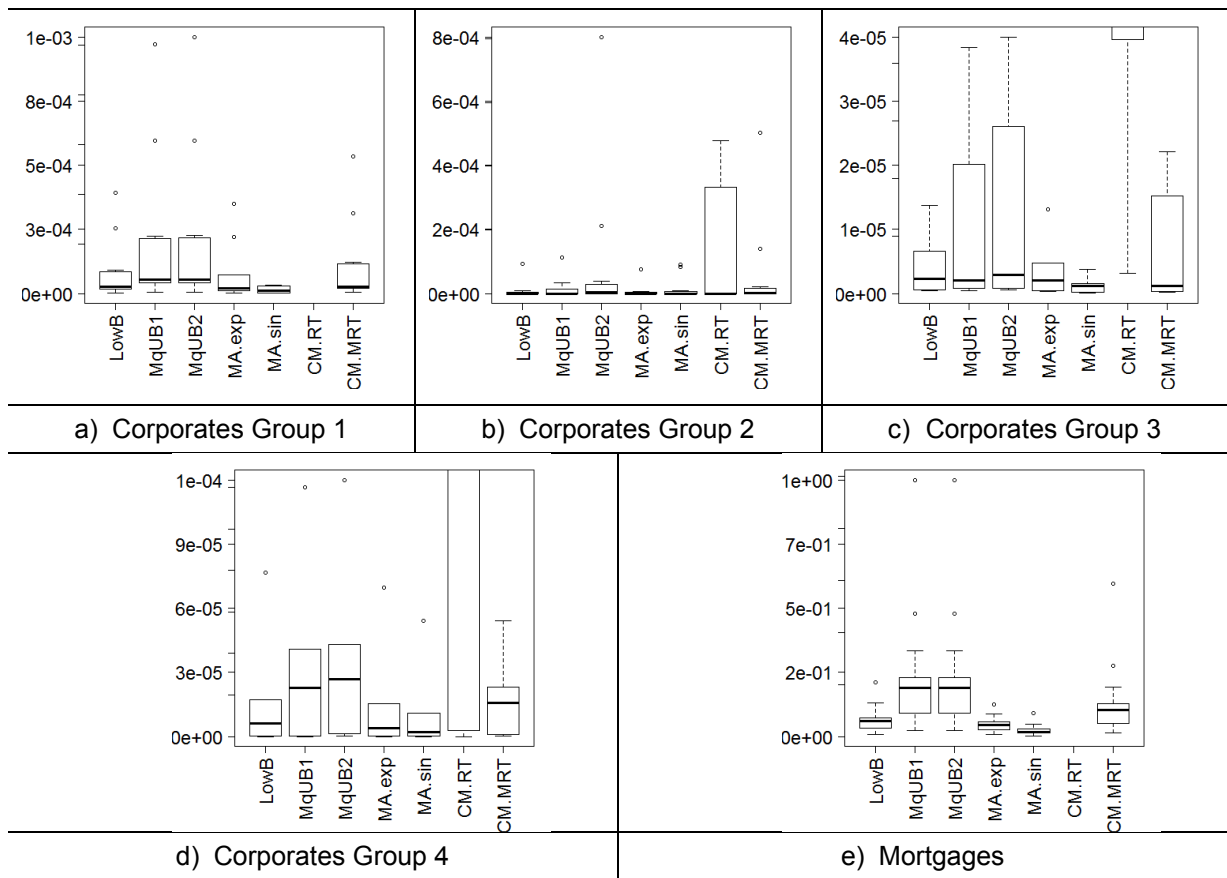 1e-03
8e-04
5e-04
3e-04
0e+00
LowB
MqUB1
MqUB2
MA.exp
MA.sin
CM.RT
CM.MRT
8e-04
6e-04
4e-04
2e-04
0e+00
LowB
MqUB1
MqUB2
MA.exp
MA.sin
CM.RT
CM.MRT
4e-05
3e-05
2e-05
1e-05
0e+00
LowB
MqUB1
MqUB2
MA.exp
MA.sin
CM.RT
CM.MRT
a) Corporates Group 1
b) Corporates Group 2
c) Corporates Group 3
1e-04
9e-05
6e-05
3e-05
0e+00
LowB
MqUB1
MqUB2
MA.exp
MA.sin
CM.RT
CM.MRT
1e+00
7e-01
5e-01
2e-01
0e+00
LowB
MqUB1
MqUB2
MA.exp
MA.sin
CM.RT
CM.MRT
d) Corporates Group 4
e) Mortgages